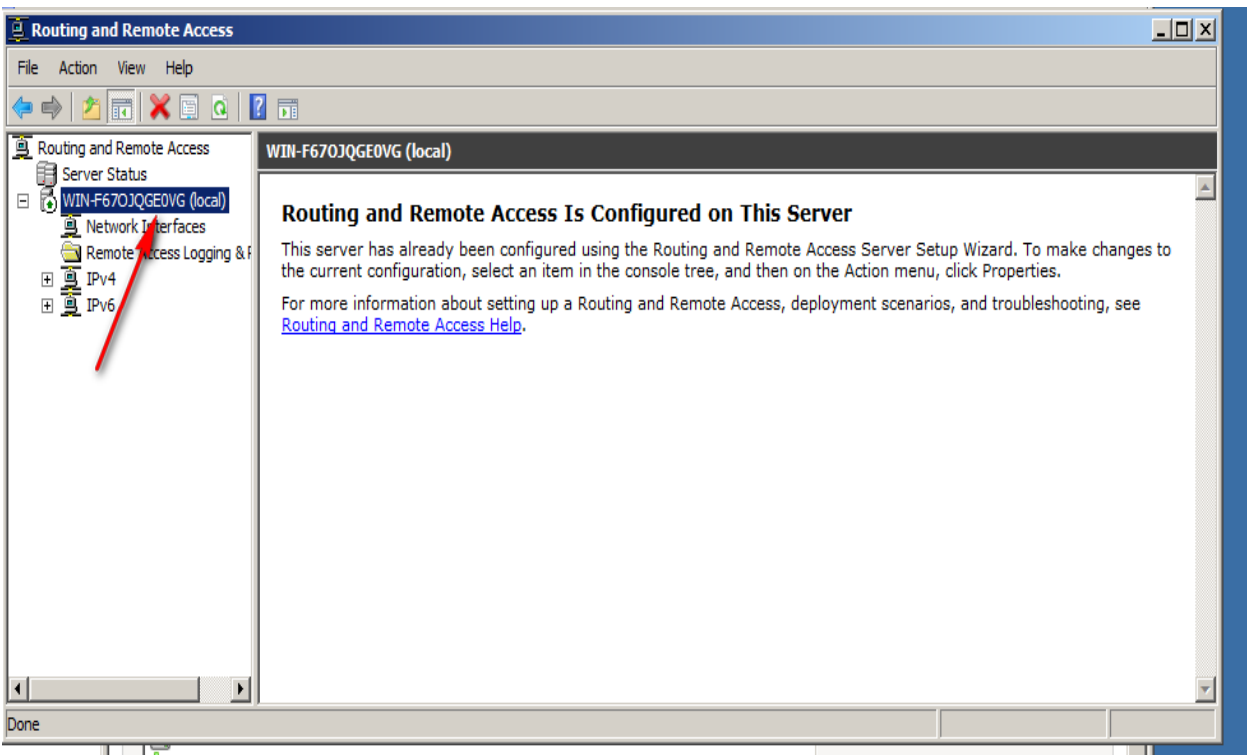 Routing and Remote Access
File Action View Help
Routing and Remote Access
Server Status
WIN-F67OJQGE0VG (local)
Network Interfaces
Remote Access Logging &
IPv4
IPv6
WIN-F67OJQGE0VG (local)
Routing and Remote Access Is Configured on This Server
This server has already been configured using the Routing and Remote Access Server Setup Wizard. To make changes to
the current configuration, select an item in the console tree, and then on the Action menu, click Properties.
For more information about setting up a Routing and Remote Access, deployment scenarios, and troubleshooting, see
Routing and Remote Access Help.
Done